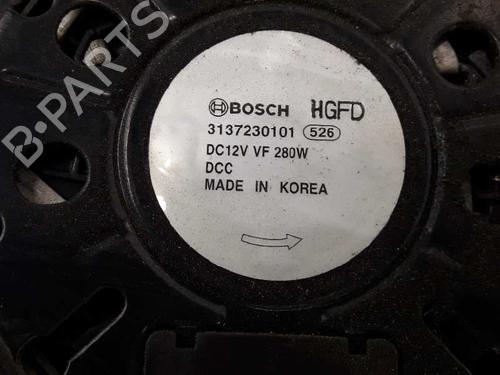 BOSCH HGFD
3137230101 526
DC12V VF 280W
DCC
MADE IN KOREA
B-PARTS